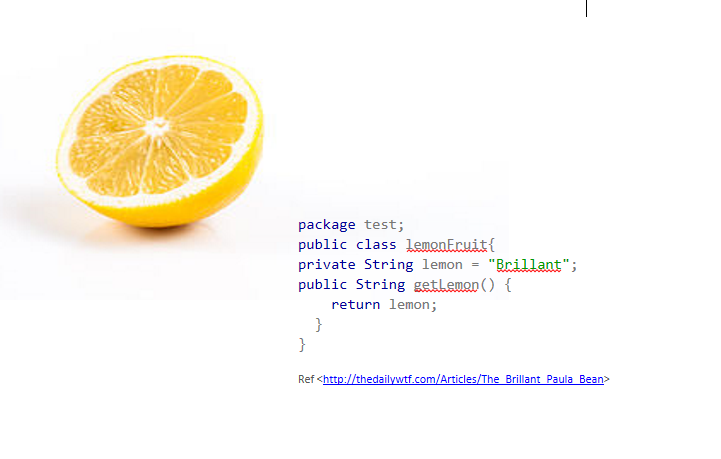 package test;
public class lemonFruit{
private String lemon = "Brillant";
public String getLemon() {
return lemon;
}
}
Ref <http://thedailywtf.com/Articles/The_Brillant_Paula_Bean>